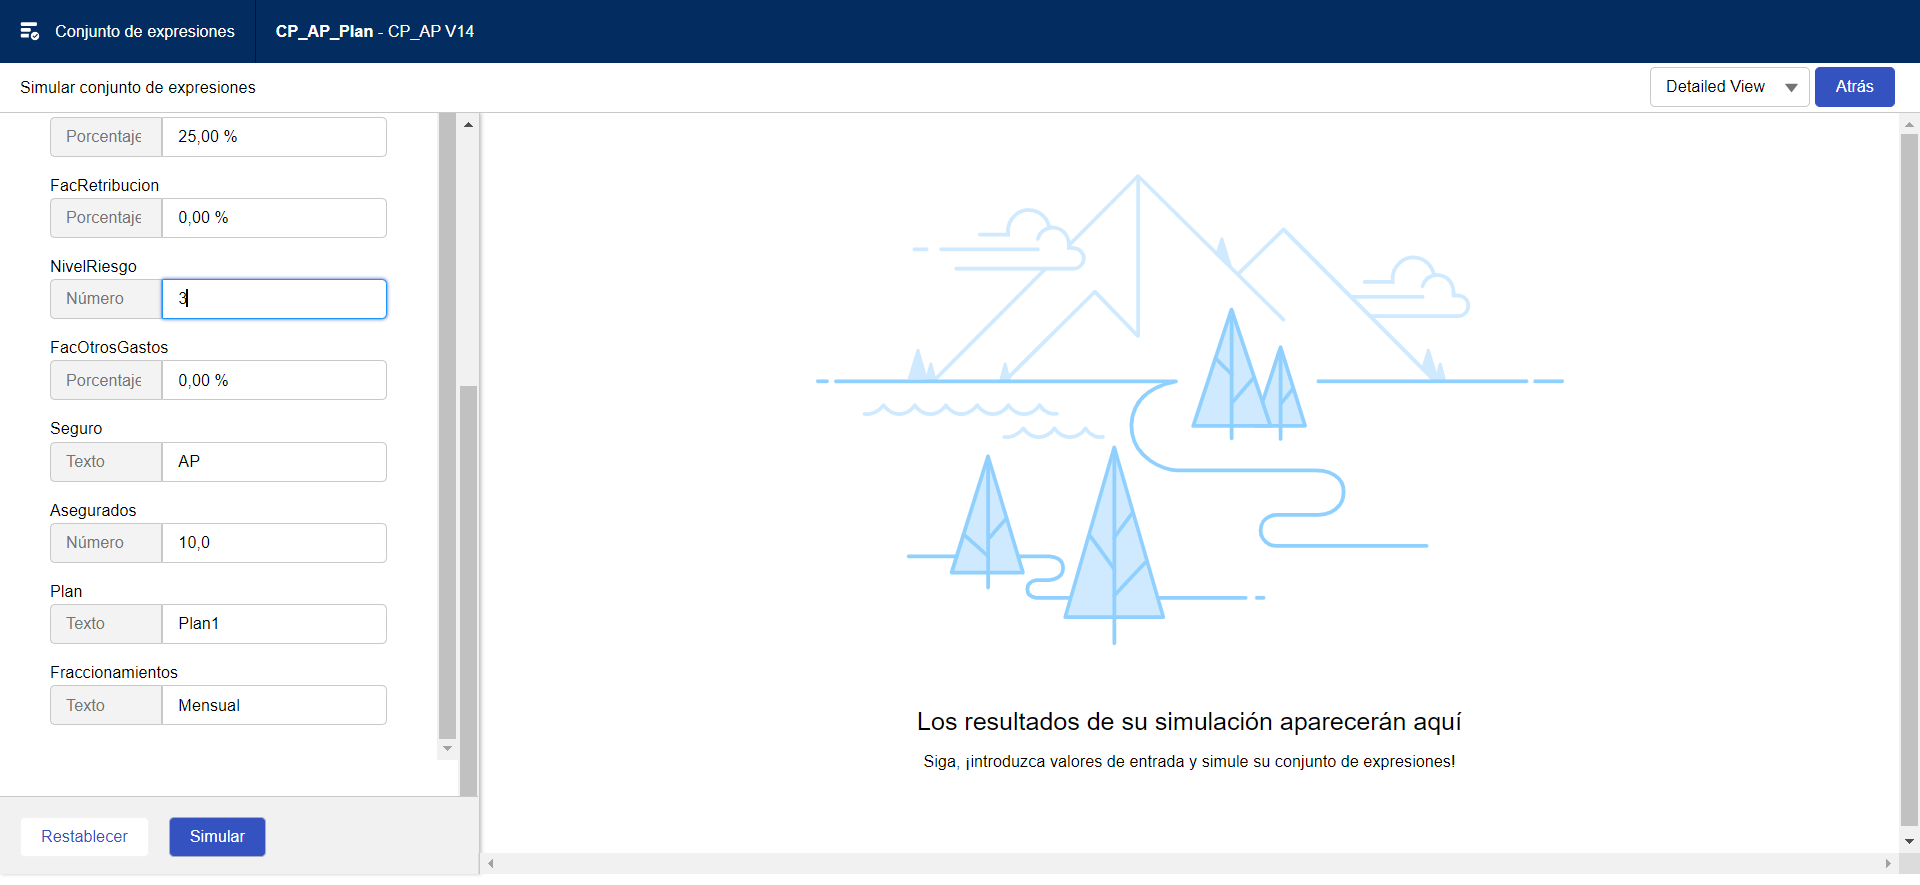 Conjunto de expresiones
CP_AP_Plan - CP_AP V14
Simular conjunto de expresiones
Detailed View
Atrás
Porcentaje 25,00 %
FacRetribucion
Porcentaje 0,00 %
NivelRiesgo
Número 3
FacOtrosGastos
Porcentaje 0,00 %
Seguro
Texto AP
Asegurados
Número 10,0
Plan
Texto Plan1
Fraccionamientos
Texto Mensual
Restablecer
Simular
Los resultados de su simulación aparecerán aquí
Siga, ¡introduzca valores de entrada y simule su conjunto de expresiones!